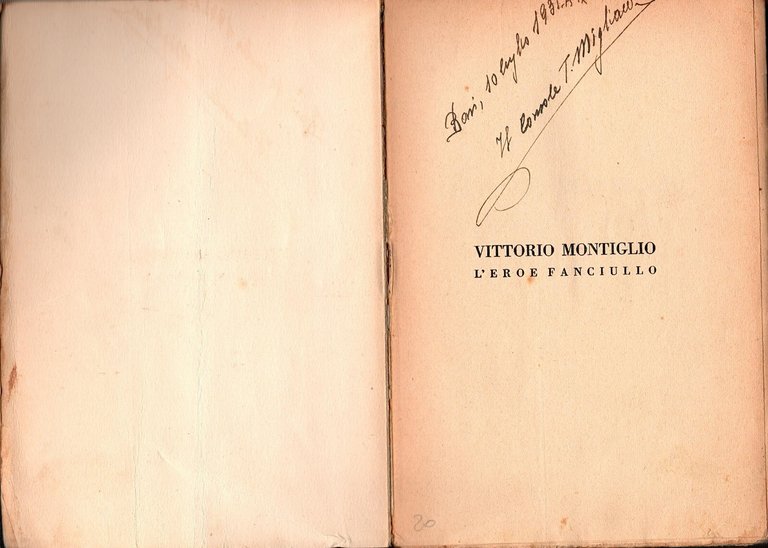 Bari, 10 luglio 1931-A.
Il Console T. Migliaccio
VITTORIO MONTIGLIO
L'EROE FANCIULLO
20